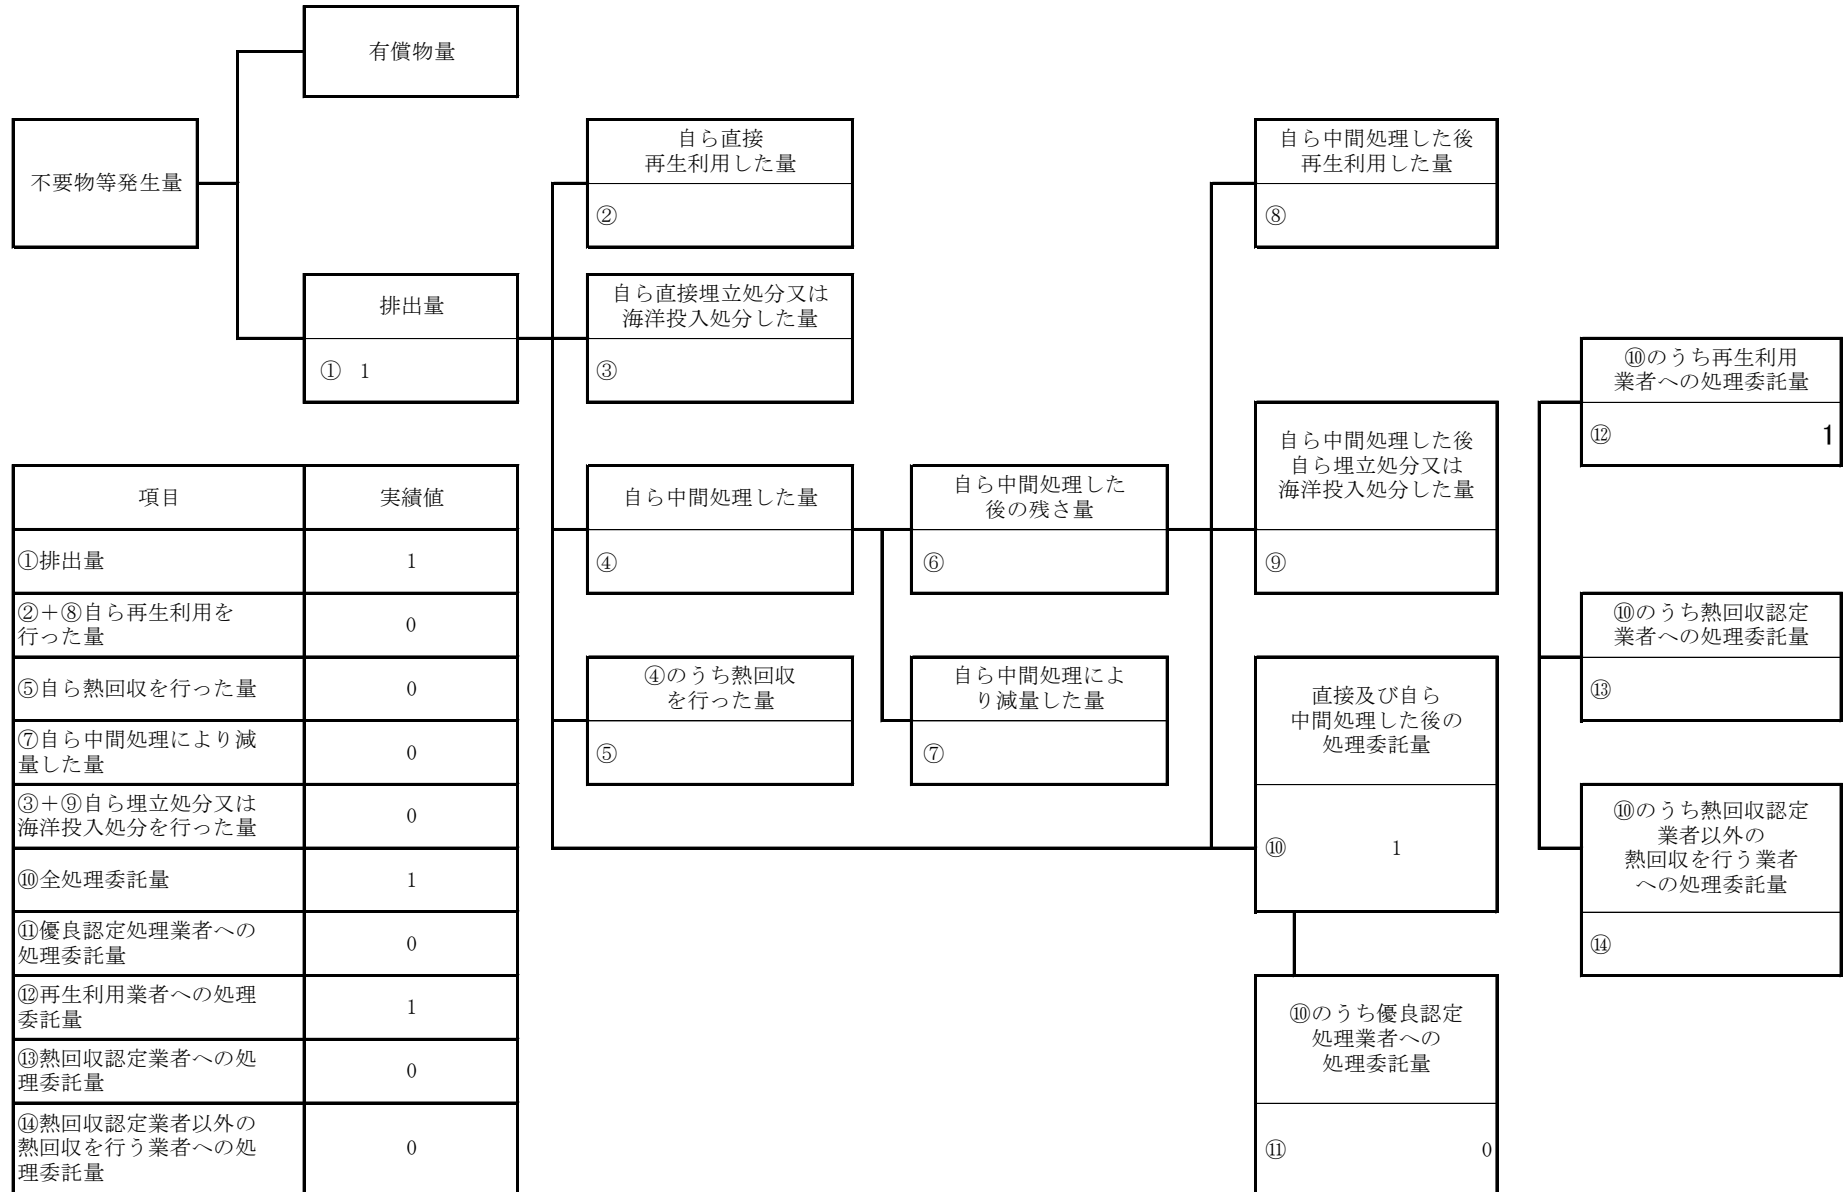 有償物量
不要物等発生量
排出量
① 1
自ら直接
再生利用した量
②
自ら直接埋立処分又は
海洋投入処分した量
③
自ら中間処理した量
④
④のうち熱回収
を行った量
⑤
自ら中間処理した
後の残さ量
⑥
自ら中間処理によ
り減量した量
⑦
自ら中間処理した後
再生利用した量
⑧
自ら中間処理した後
自ら埋立処分又は
海洋投入処分した量
⑨
直接及び自ら
中間処理した後の
処理委託量
⑩ 1
⑩のうち優良認定
処理業者への
処理委託量
⑪ 0
⑩のうち再生利用
業者への処理委託量
⑫ 1
⑩のうち熱回収認定
業者への処理委託量
⑬
⑩のうち熱回収認定
業者以外の
熱回収を行う業者
への処理委託量
⑭
項目 実績値
①排出量 1
②+⑧自ら再生利用を
行った量 0
⑤自ら熱回収を行った量 0
⑦自ら中間処理により減
量した量 0
③+⑨自ら埋立処分又は
海洋投入処分を行った量 0
⑩全処理委託量 1
⑪優良認定処理業者への
処理委託量 0
⑫再生利用業者への処理
委託量 1
⑬熱回収認定業者への処
理委託量 0
⑭熱回収認定業者以外の
熱回収を行う業者への処 0
理委託量